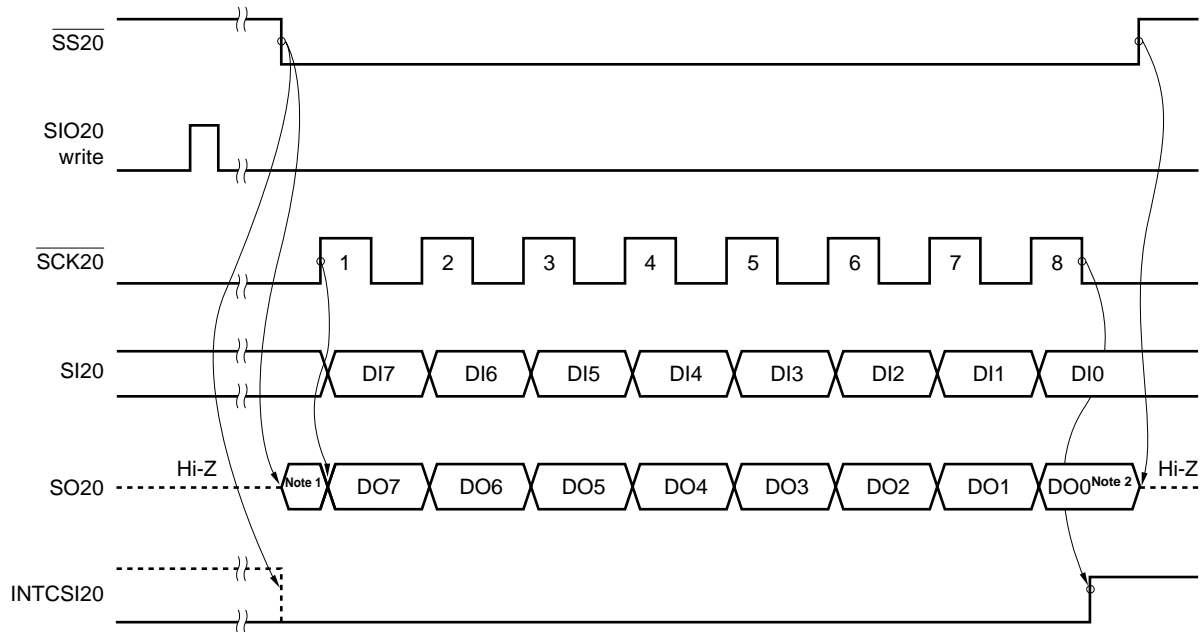 SS20
SIO20
write
SCK20
1 2 3 4 5 6 7 8
SI20
DI7 DI6 DI5 DI4 DI3 DI2 DI1 DI0
Hi-Z Hi-Z
SO20
Note 1 DO7 DO6 DO5 DO4 DO3 DO2 DO1 DO0 Note 2
INTCSI20